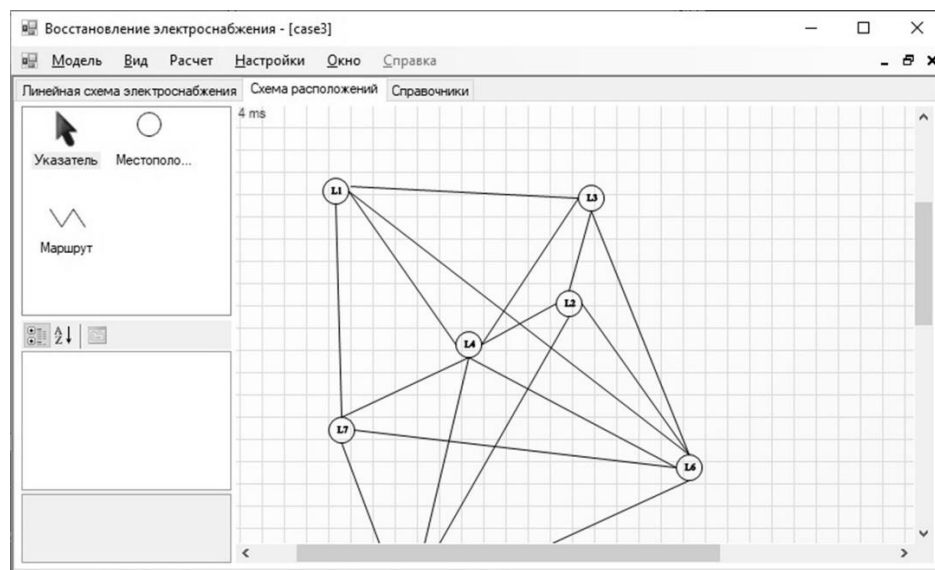 Восстановление электроснабжения - [case3]
Модель Вид Расчет Настройки Окно Справка
Линейная схема электроснабжения Схема расположений Справочники
4 ms
Указатель Местополо...
Маршрут
L1
L3
L2
L4
L7
L6